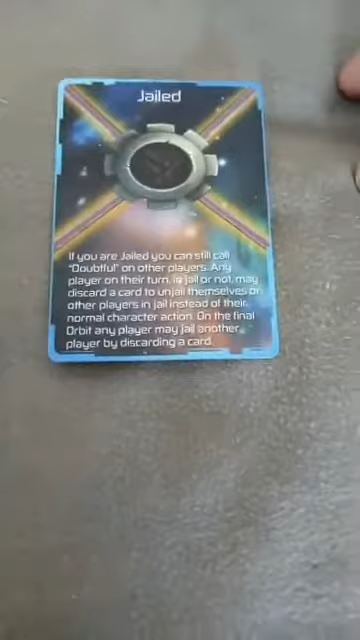 Jailed
If you are Jailed you can still call
"Doubtful" on other players. Any
player on their turn, in jail or not, may
discard a card to unjail themselves or
other players in jail instead of their
normal character action. On the final
Orbit any player may jail another
player by discarding a card.